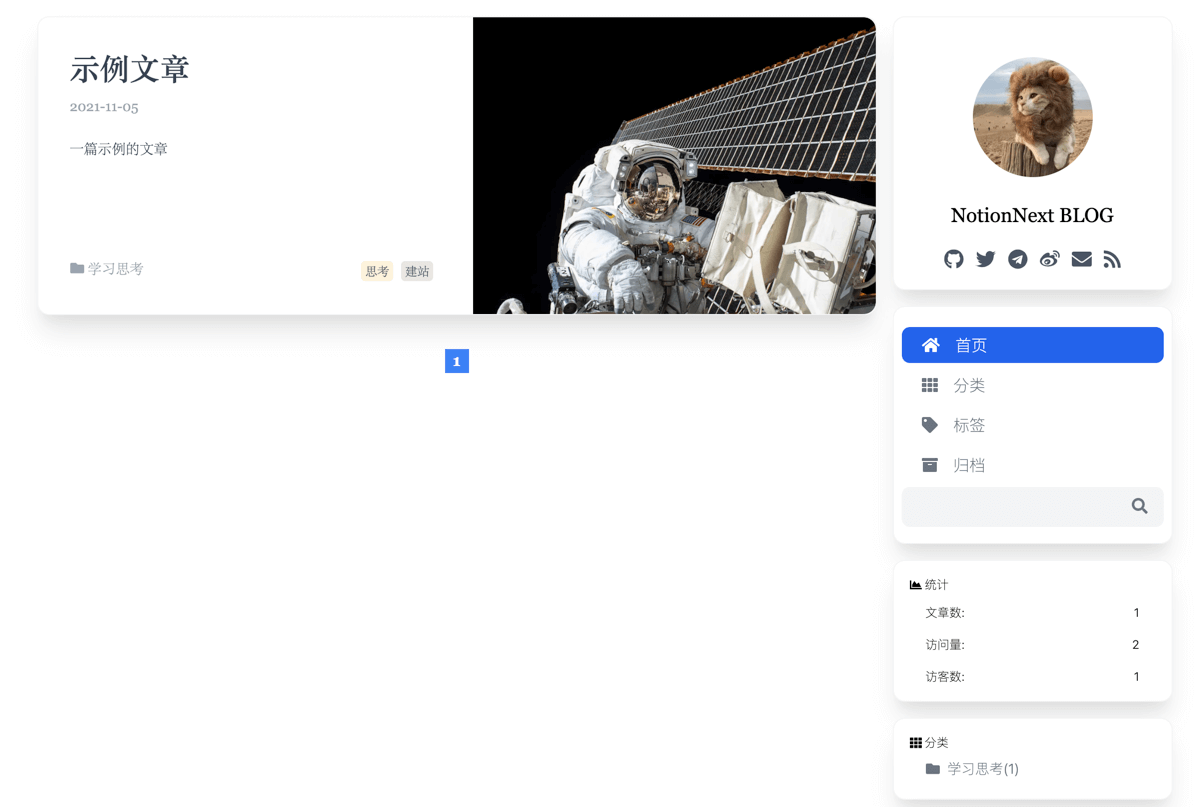 示例文章
2021-11-05
一篇示例的文章
学习思考
思考 建站
1
NotionNext BLOG
首页
分类
标签
归档
统计
文章数: 1
访问量: 2
访客数: 1
分类
学习思考(1)